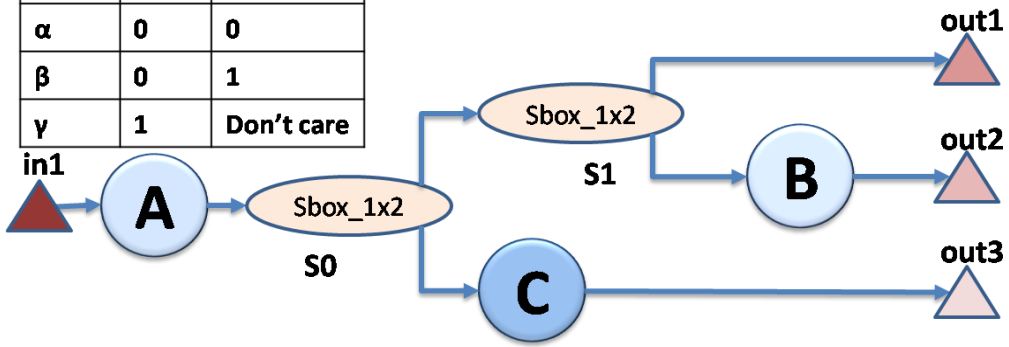 α 0 0
β 0 1
γ 1 Don't care
in1
A
Sbox_1x2
S0
Sbox_1x2
S1
B
C
out1
out2
out3